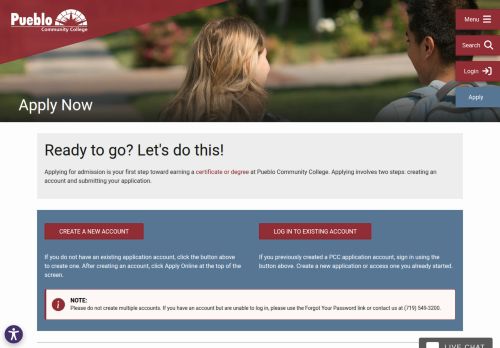 Pueblo
Community College
Menu
Search
Login
Apply
Apply Now
Ready to go? Let's do this!
Applying for admission is your first step toward earning a certificate or degree at Pueblo Community College. Applying involves two steps: creating an
account and submitting your application.
CREATE A NEW ACCOUNT
If you do not have an existing application account, click the button above
to create one. After creating an account, click Apply Online at the top of the
screen.
LOG IN TO EXISTING ACCOUNT
If you previously created a PCC application account, sign in using the
button above. Create a new application or access one you already started.
NOTE:
Please do not create multiple accounts. If you have an account but are unable to log in, please use the Forgot Your Password link or contact us at (719) 549-3200.
LIVE CHAT